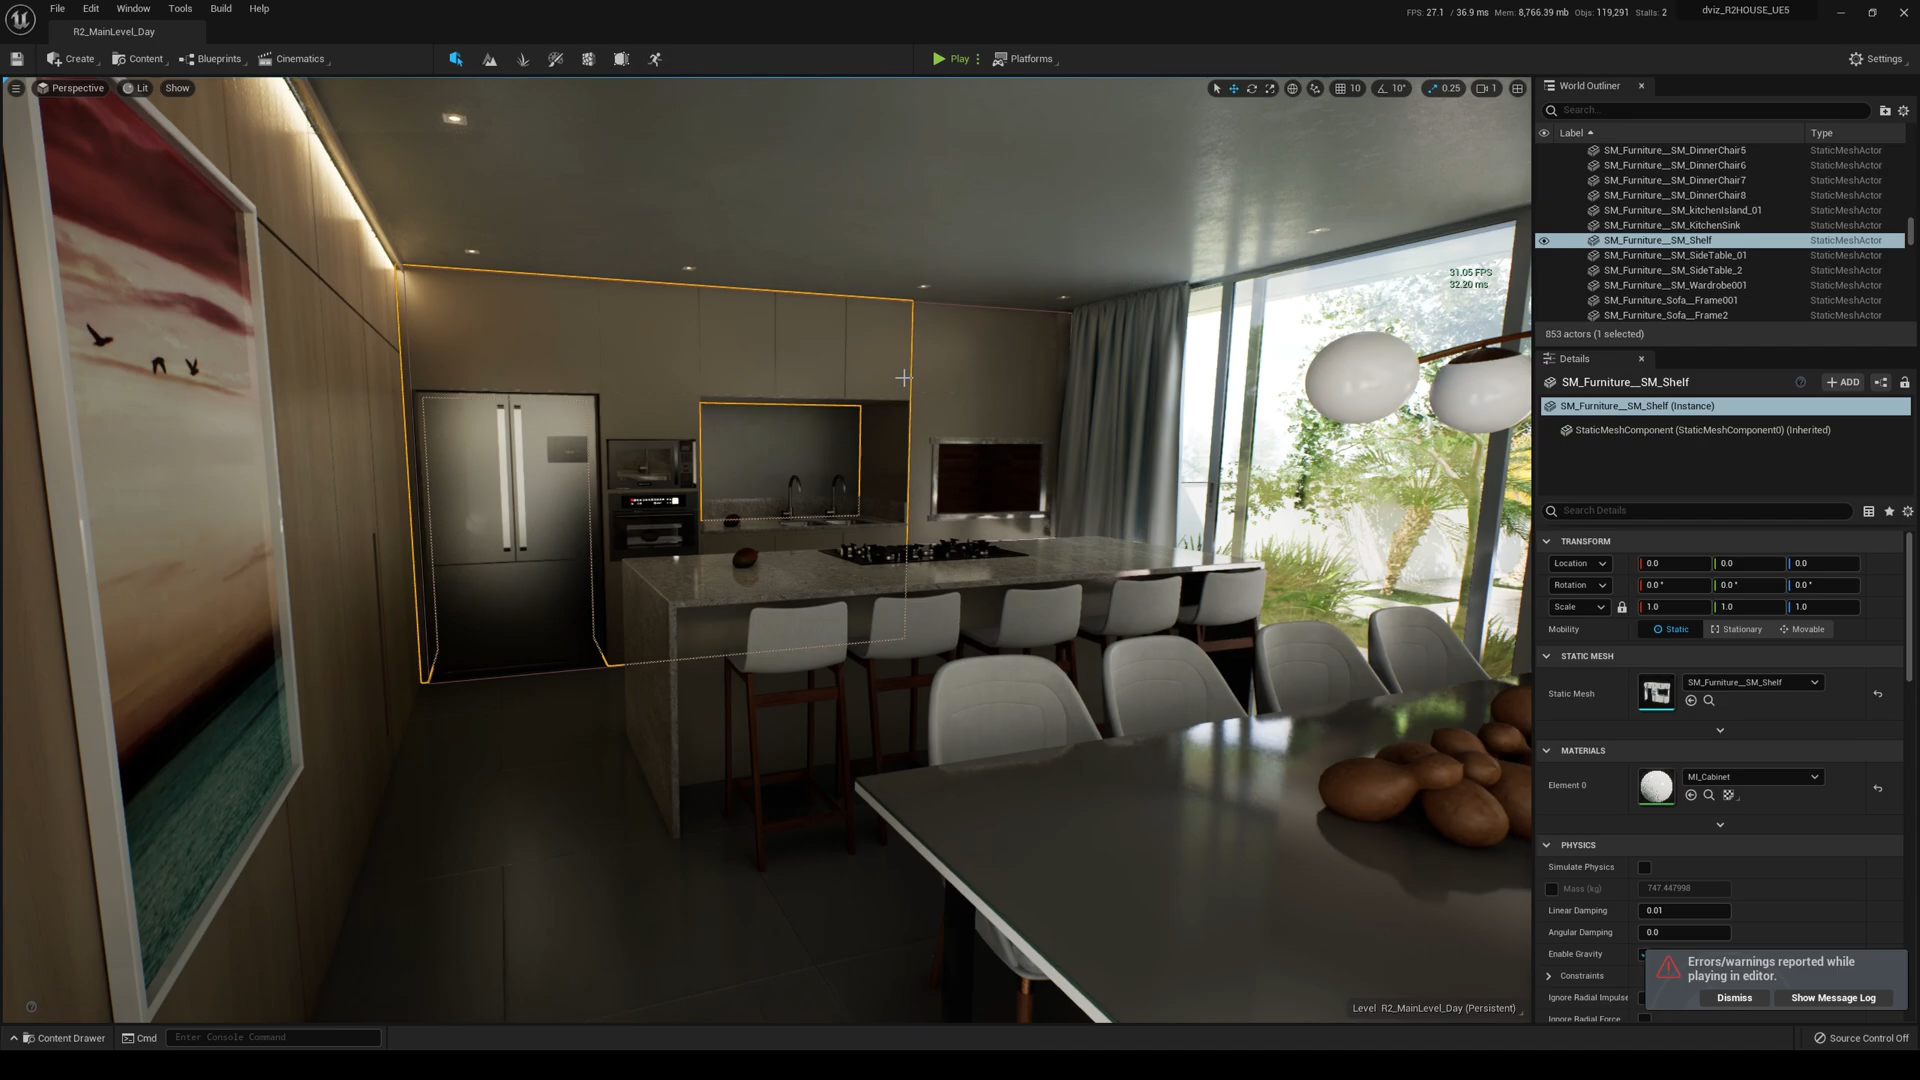 File Edit Window Tools Build Help
FPS: 27.1 / 36.9 ms Mem: 8,766.39 mb Objs: 119,291 Stalls: 2
dviz_R2HOUSE_UE5
R2_MainLevel_Day
Create Content Blueprints Cinematics
Play Platforms
Settings
Perspective Lit Show
10 10° 0.25 1
World Outliner
Search...
Label Type
SM_Furniture__SM_DinnerChair5 StaticMeshActor
SM_Furniture__SM_DinnerChair6 StaticMeshActor
SM_Furniture__SM_DinnerChair7 StaticMeshActor
SM_Furniture__SM_DinnerChair8 StaticMeshActor
SM_Furniture__SM_kitchenIsland_01 StaticMeshActor
SM_Furniture__SM_KitchenSink StaticMeshActor
SM_Furniture__SM_Shelf StaticMeshActor
SM_Furniture__SM_SideTable_01 StaticMeshActor
SM_Furniture__SM_SideTable_2 StaticMeshActor
SM_Furniture__SM_Wardrobe001 StaticMeshActor
SM_Furniture_Sofa__Frame001 StaticMeshActor
SM_Furniture_Sofa__Frame2 StaticMeshActor
853 actors (1 selected)
31.05 FPS
32.20 ms
Details
SM_Furniture__SM_Shelf
ADD
SM_Furniture__SM_Shelf (Instance)
StaticMeshComponent (StaticMeshComponent0) (Inherited)
Search Details
TRANSFORM
Location 0.0 0.0 0.0
Rotation 0.0 ° 0.0 ° 0.0 °
Scale 1.0 1.0 1.0
Mobility Static Stationary Movable
STATIC MESH
Static Mesh SM_Furniture__SM_Shelf
MATERIALS
Element 0 MI_Cabinet
PHYSICS
Simulate Physics
Mass (kg) 747.447998
Linear Damping 0.01
Angular Damping 0.0
Enable Gravity
Constraints
Ignore Radial Impulse
Ignore Radial Force
Errors/warnings reported while
playing in editor.
Dismiss Show Message Log
Level R2_MainLevel_Day (Persistent)
Content Drawer Cmd Enter Console Command
Source Control Off